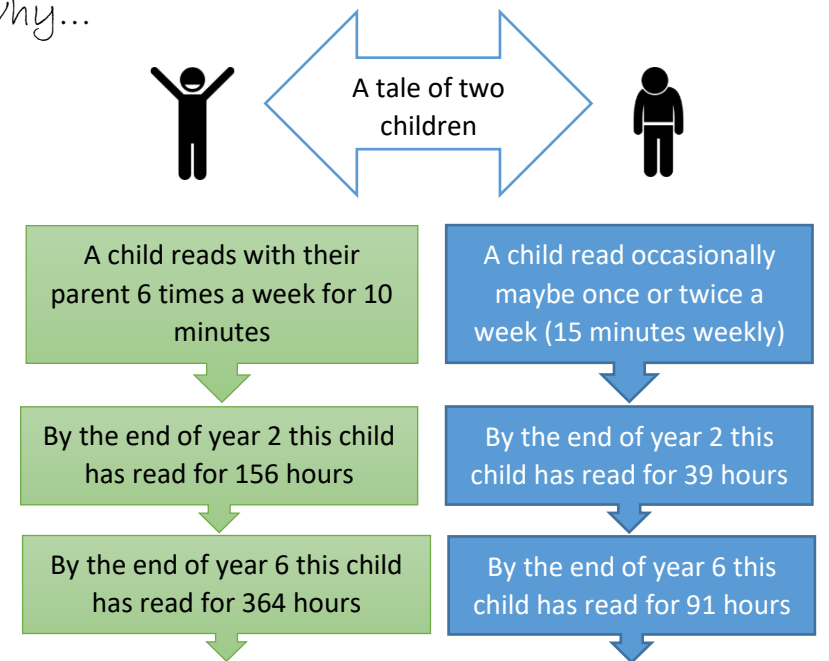 why...
A tale of two
children
A child reads with their
parent 6 times a week for 10
minutes
A child read occasionally
maybe once or twice a
week (15 minutes weekly)
By the end of year 2 this child
has read for 156 hours
By the end of year 2 this
child has read for 39 hours
By the end of year 6 this child
has read for 364 hours
By the end of year 6 this
child has read for 91 hours